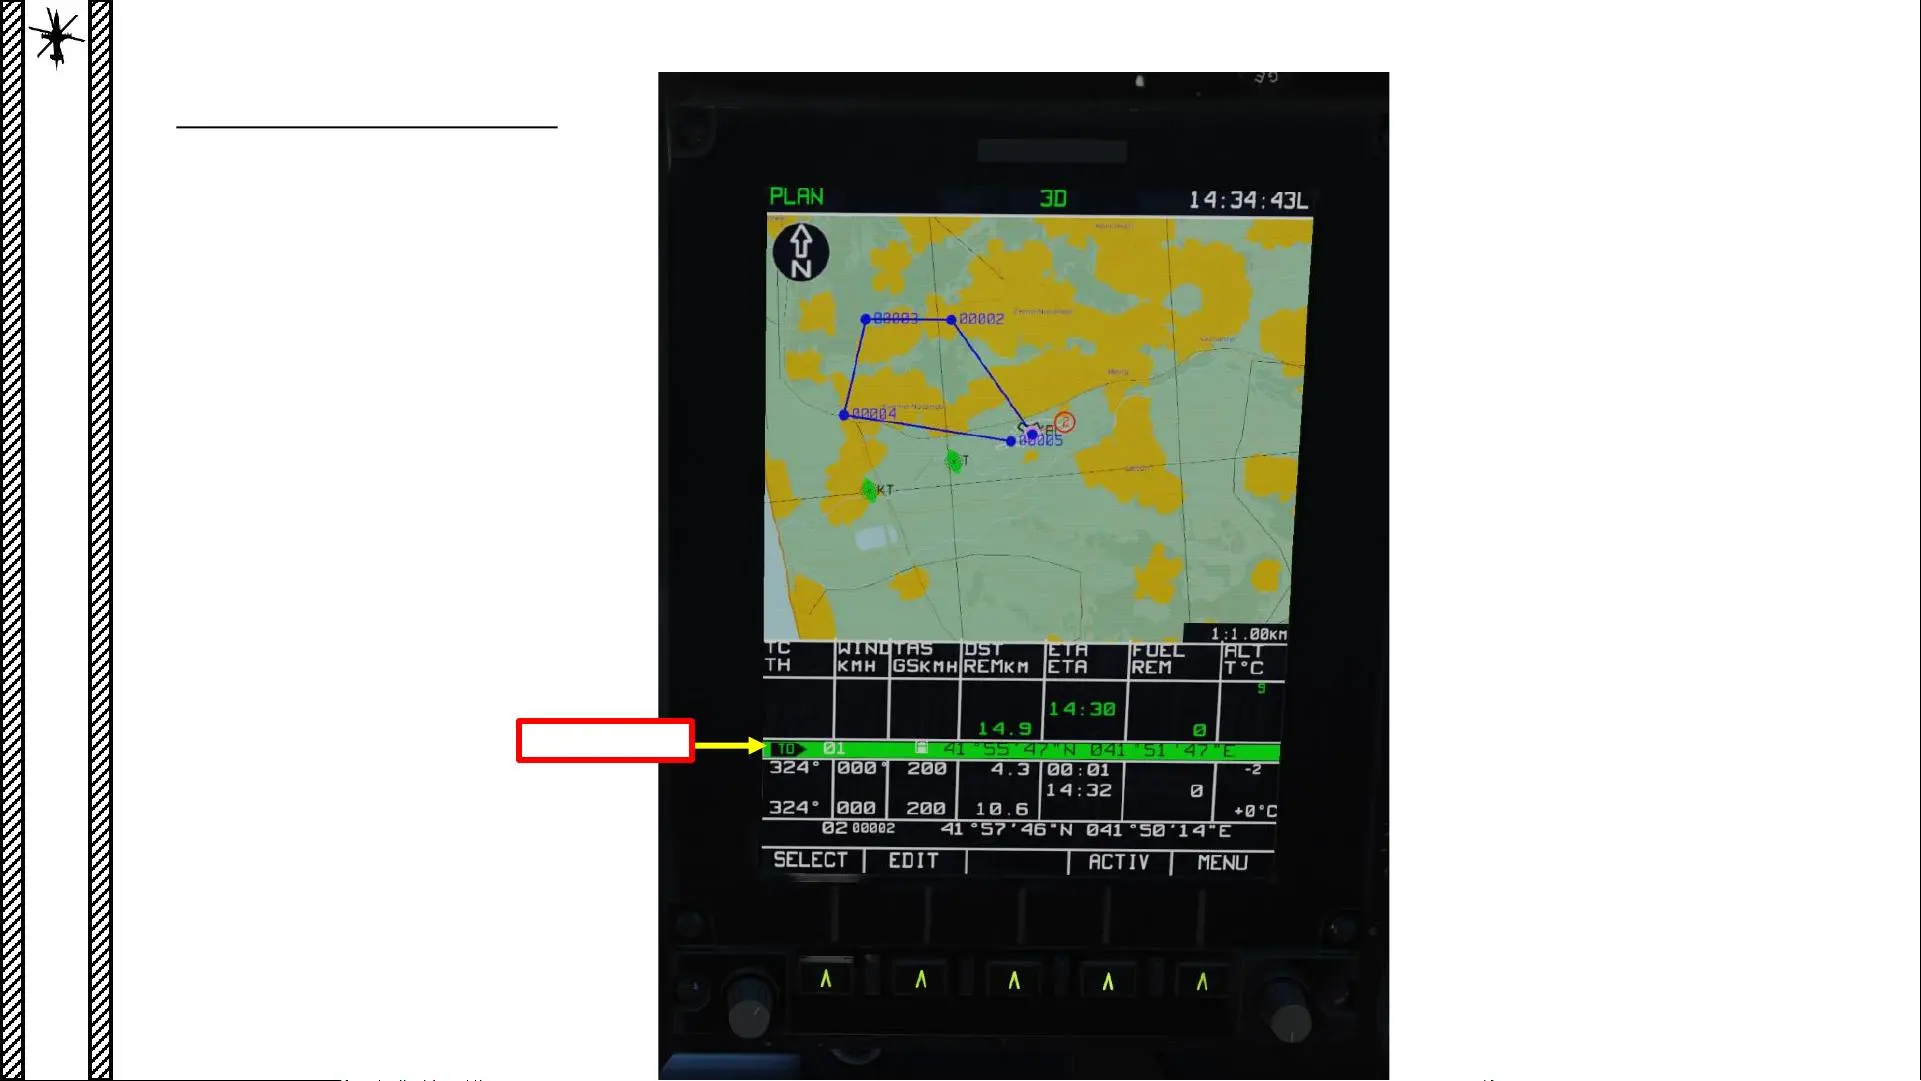 PLAN 3D 14:34:43L
N
00003 00002
00004
00005
2
T
KT
1:1.00KM
TC WIND TAS DST ETA FUEL ALT
TH KMH GSKMH REMKM ETA REM T°C
9
14:30
14.9 0
TO 01 41°55'47"N 041°51'47"E
324° 000° 200 4.3 00:01 -2
14:32 0
324° 000 200 10.6 +0°C
02 00002 41°57'46"N 041°50'14"E
SELECT EDIT ACTIV MENU